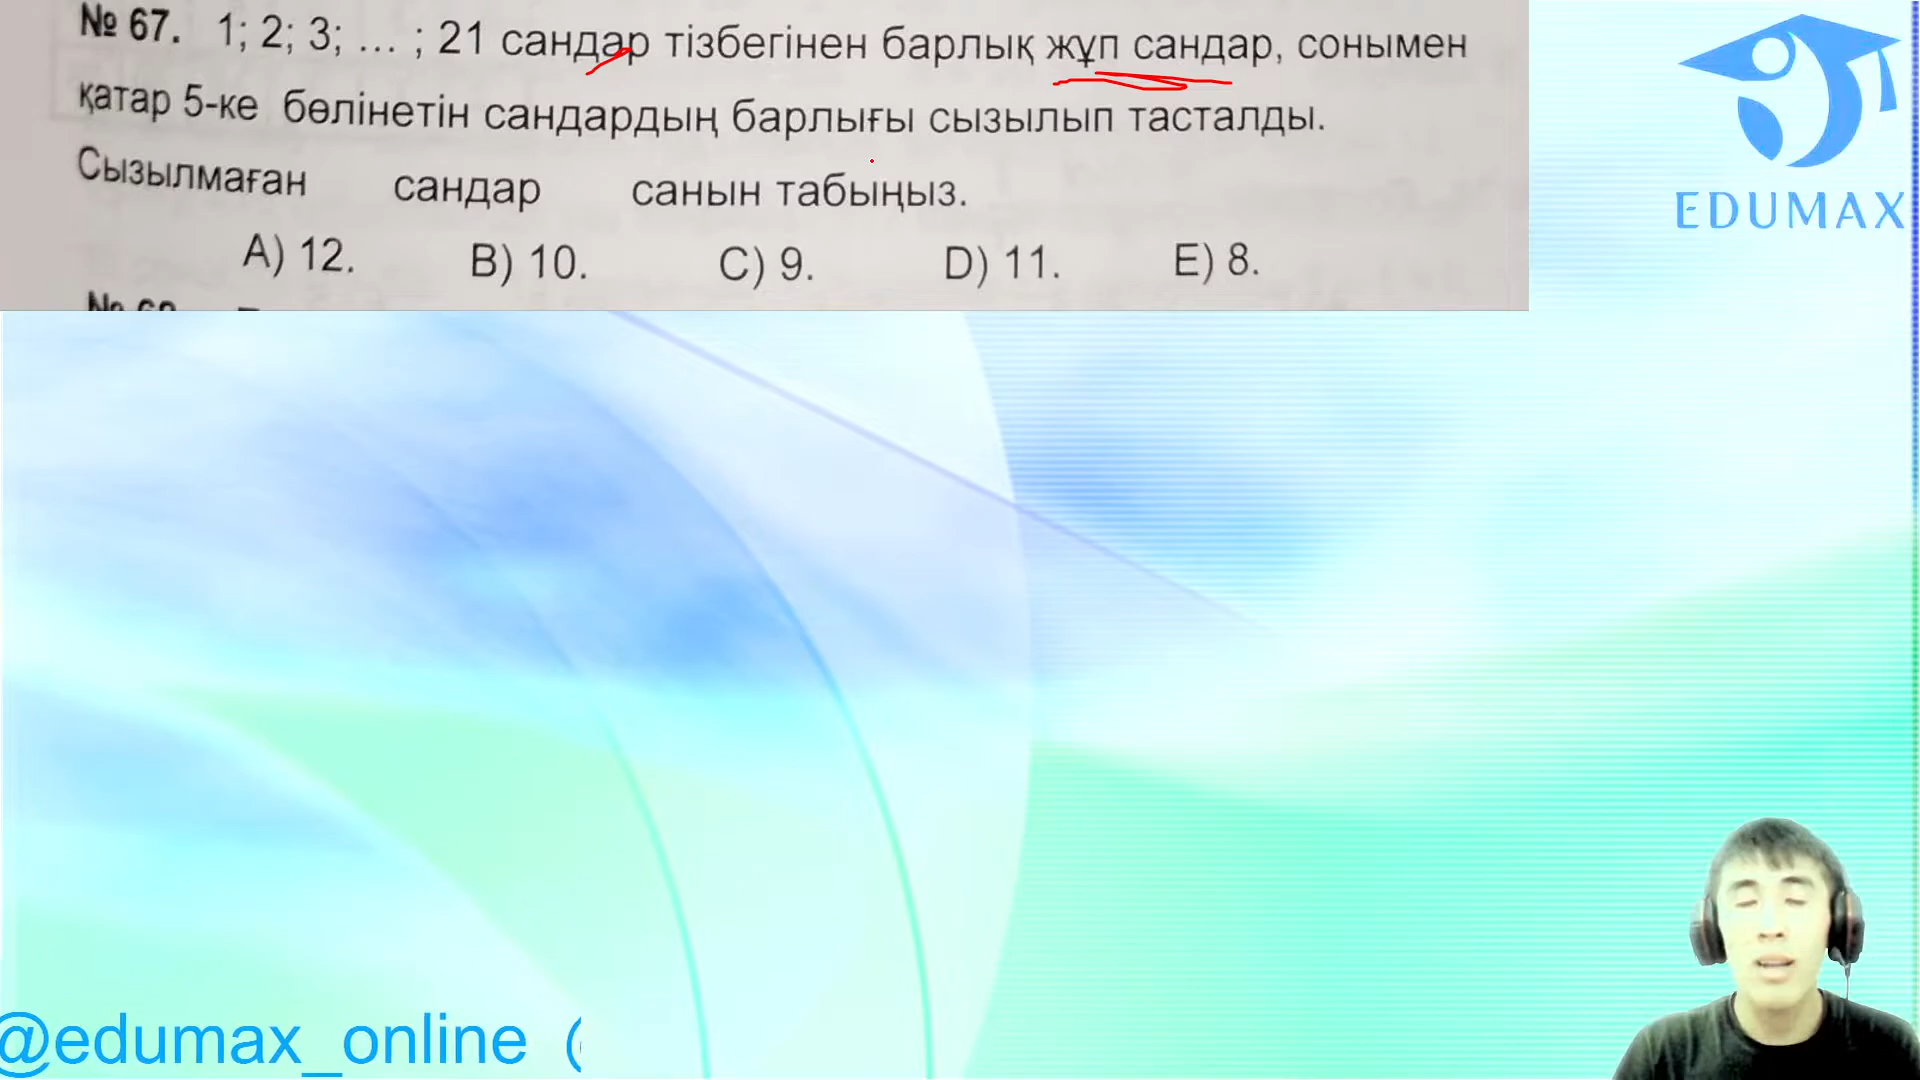 № 67. 1; 2; 3; ... ; 21 сандар тізбегінен барлық жұп сандар, сонымен
қатар 5-ке бөлінетін сандардың барлығы сызылып тасталды.
Сызылмаған сандар санын табыңыз.
A) 12. B) 10. C) 9. D) 11. E) 8.
EDUMAX
@edumax_online (